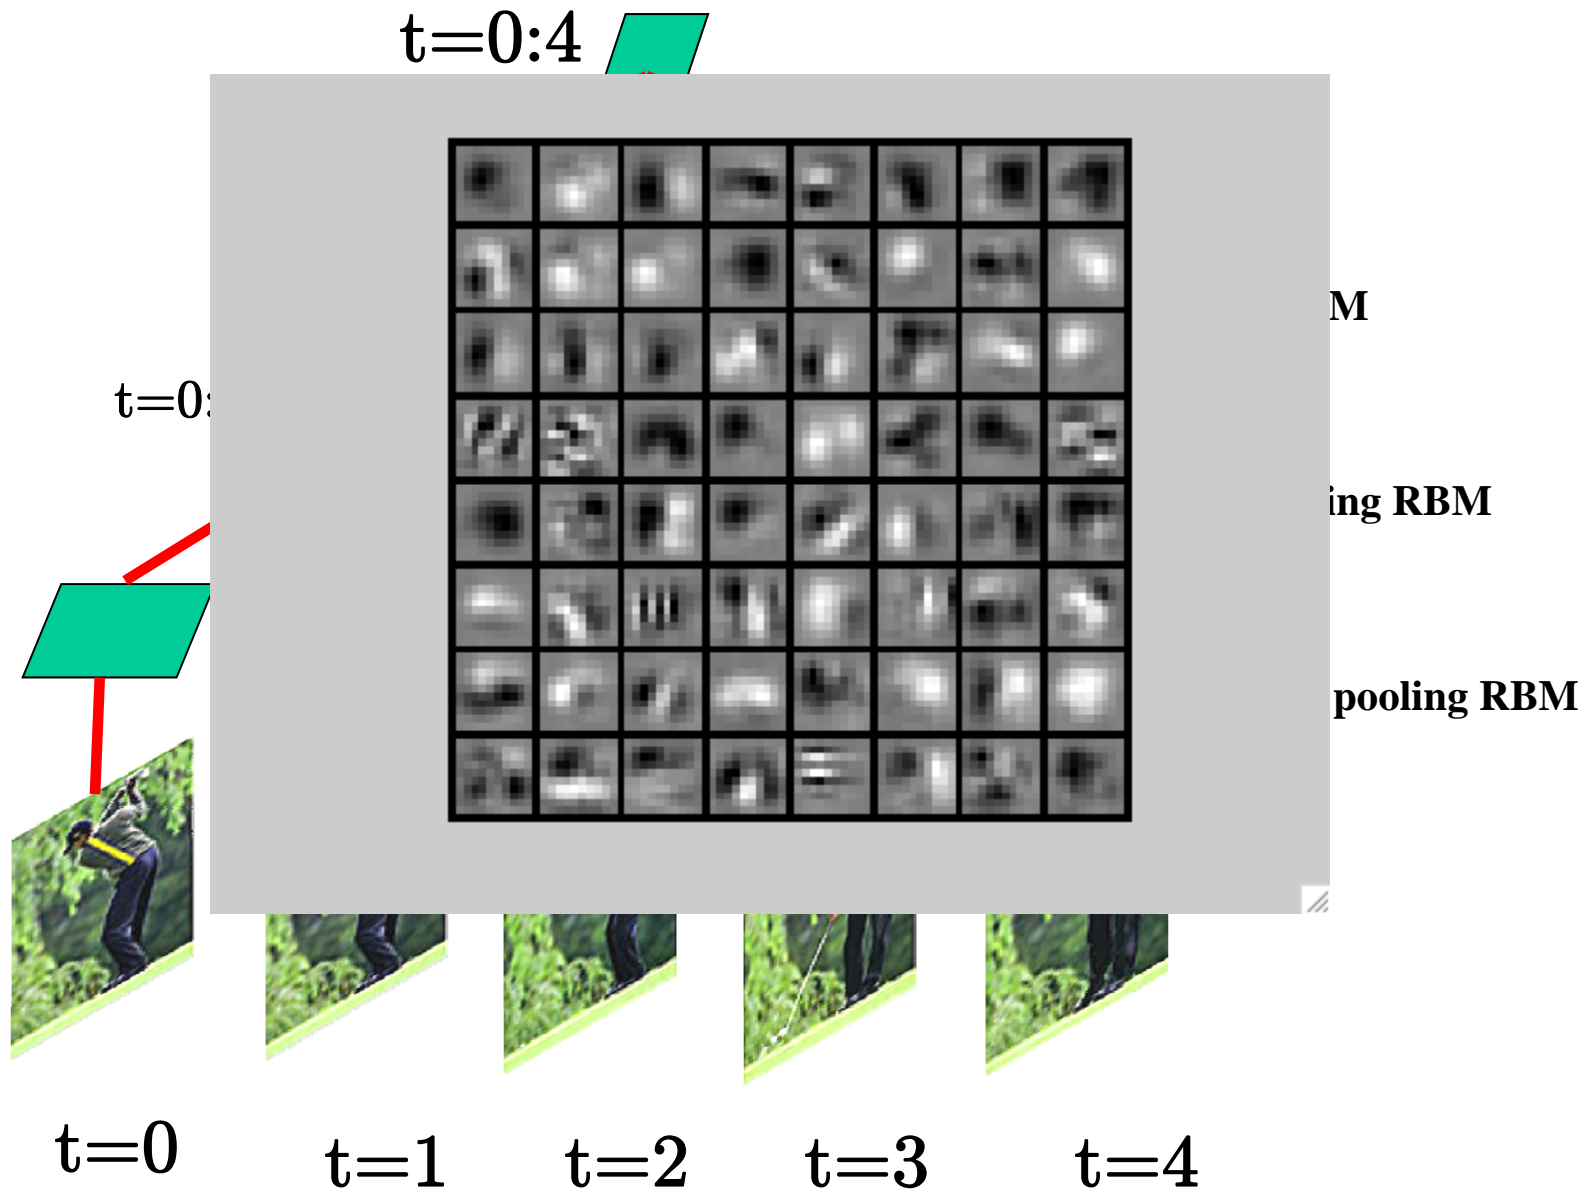 t=0:4
M
t=0:
ing RBM
pooling RBM
t=0
t=1
t=2
t=3
t=4